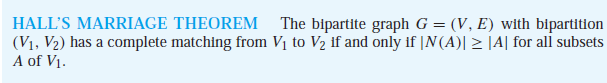 HALL'S MARRIAGE THEOREM The bipartite graph G = (V, E) with bipartition
(V₁, V₂) has a complete matching from V₁ to V₂ if and only if |N(A)| ≥ |A| for all subsets
A of V₁.